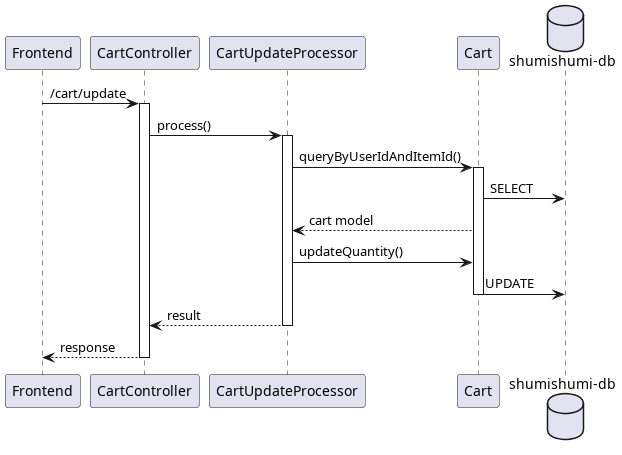 shumishumi-db
Frontend
CartController
CartUpdateProcessor
Cart
/cart/update
process()
queryByUserIdAndItemId()
SELECT
cart model
updateQuantity()
UPDATE
result
response
Frontend
CartController
CartUpdateProcessor
Cart
shumishumi-db